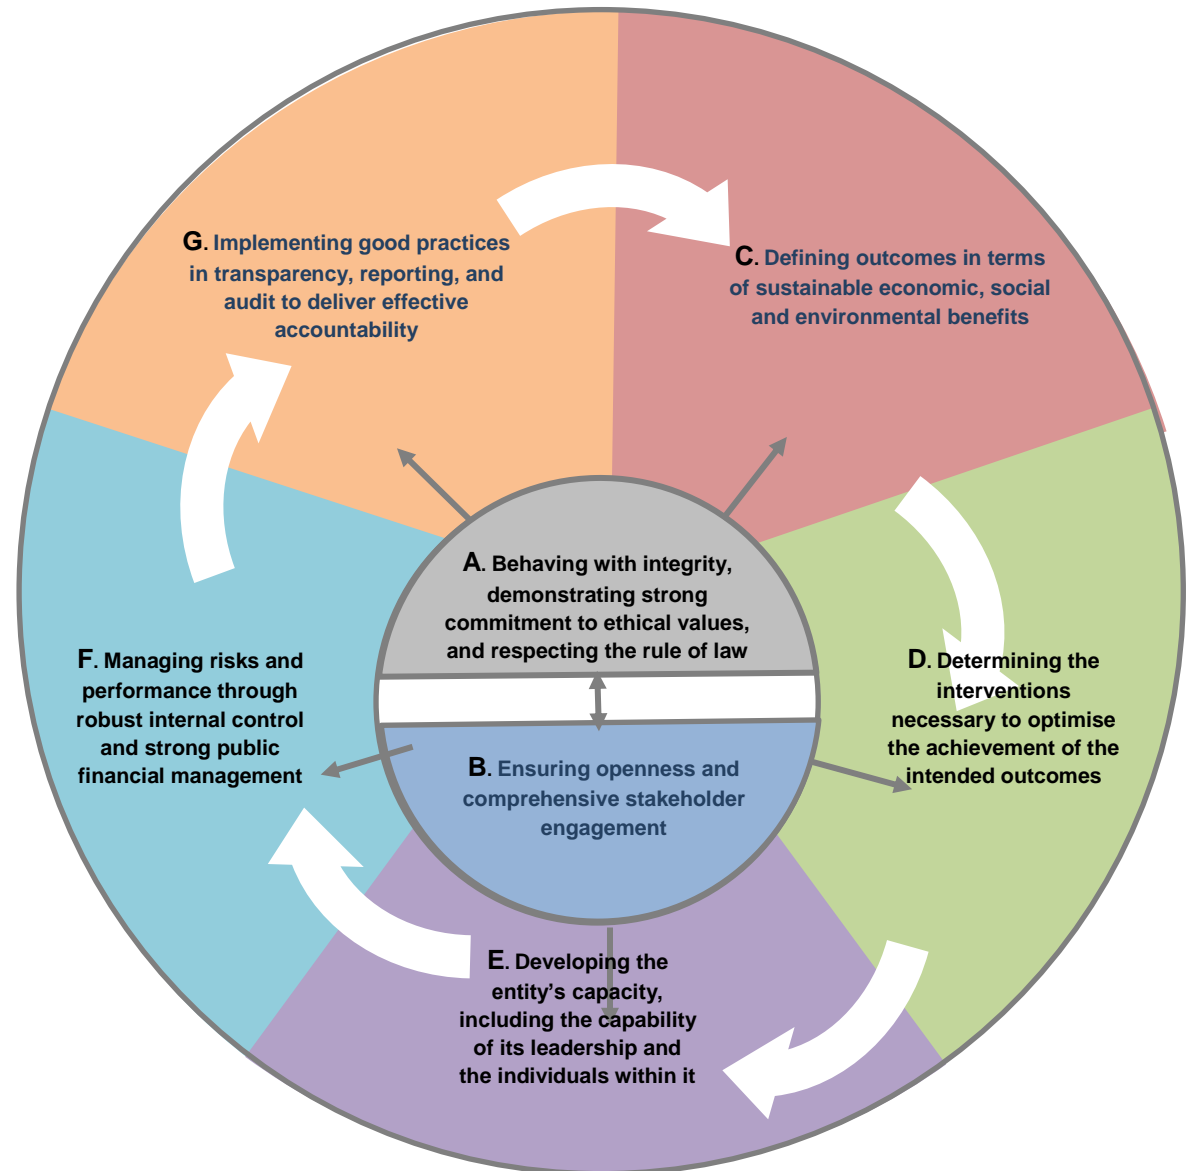 G. Implementing good practices
in transparency, reporting, and
audit to deliver effective
accountability
C. Defining outcomes in terms
of sustainable economic, social
and environmental benefits
A. Behaving with integrity,
demonstrating strong
commitment to ethical values,
and respecting the rule of law
F. Managing risks and
performance through
robust internal control
and strong public
financial management
D. Determining the
interventions
necessary to optimise
the achievement of the
intended outcomes
B. Ensuring openness and
comprehensive stakeholder
engagement
E. Developing the
entity’s capacity,
including the capability
of its leadership and
the individuals within it